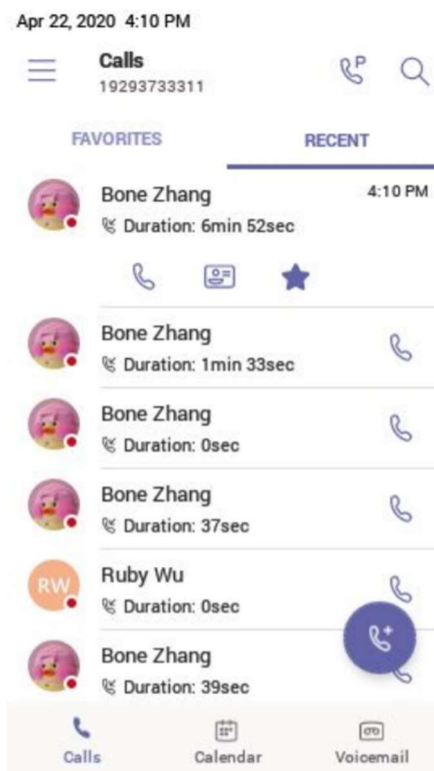 Apr 22, 2020 4:10 PM
Calls
19293733311
P
FAVORITES RECENT
Bone Zhang 4:10 PM
Duration: 6min 52sec
Bone Zhang
Duration: 1min 33sec
Bone Zhang
Duration: 0sec
Bone Zhang
Duration: 37sec
RW Ruby Wu
Duration: 0sec
Bone Zhang
Duration: 39sec
Calls Calendar Voicemail